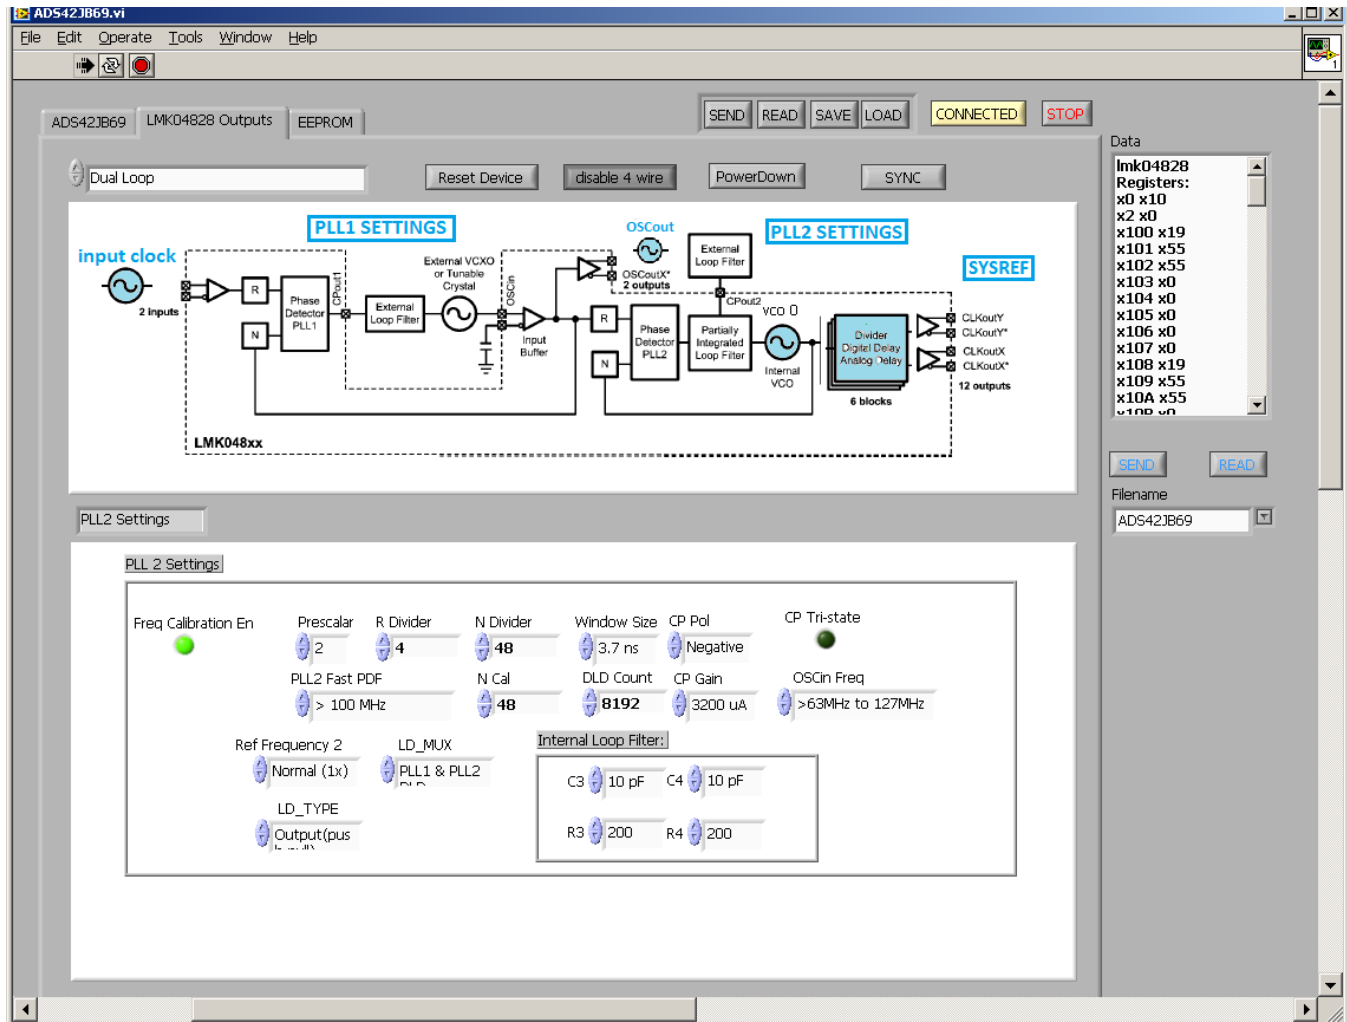 ADS42JB69.vi
File Edit Operate Tools Window Help
1
ADS42JB69 LMK04828 Outputs EEPROM
SEND READ SAVE LOAD CONNECTED STOP
Dual Loop
Reset Device disable 4 wire PowerDown SYNC
PLL1 SETTINGS
OSCout
PLL2 SETTINGS
input clock
SYSREF
External VCXO
or Tunable
Crystal
External
Loop Filter
OSCoutX*
2 outputs
2 inputs
R
N
Phase
Detector
PLL1
CPout1
External
Loop Filter
OSCin
Input
Buffer
R
N
Phase
Detector
PLL2
CPout2
Partially
Integrated
Loop Filter
VCO 0
Internal
VCO
Divider
Digital Delay
Analog Delay
6 blocks
CLKoutY
CLKoutY*
CLKoutX
CLKoutX*
12 outputs
LMK048xx
PLL2 Settings
PLL 2 Settings
Freq Calibration En
Prescalar R Divider N Divider Window Size CP Pol CP Tri-state
2 4 48 3.7 ns Negative
PLL2 Fast PDF N Cal DLD Count CP Gain OSCin Freq
> 100 MHz 48 8192 3200 uA >63MHz to 127MHz
Ref Frequency 2 LD_MUX
Normal (1x) PLL1 & PLL2
DLD
LD_TYPE
Output(pus
h-pull)
Internal Loop Filter:
C3 10 pF C4 10 pF
R3 200 R4 200
Data
lmk04828
Registers:
x0 x10
x2 x0
x100 x19
x101 x55
x102 x55
x103 x0
x104 x0
x105 x0
x106 x0
x107 x0
x108 x19
x109 x55
x10A x55
x10B x0
SEND READ
Filename
ADS42JB69